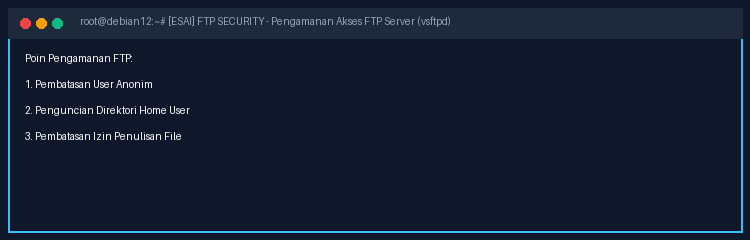 root@debian12:~# [ESAI] FTP SECURITY - Pengamanan Akses FTP Server (vsftpd)
Poin Pengamanan FTP:
1. Pembatasan User Anonim
2. Penguncian Direktori Home User
3. Pembatasan Izin Penulisan File